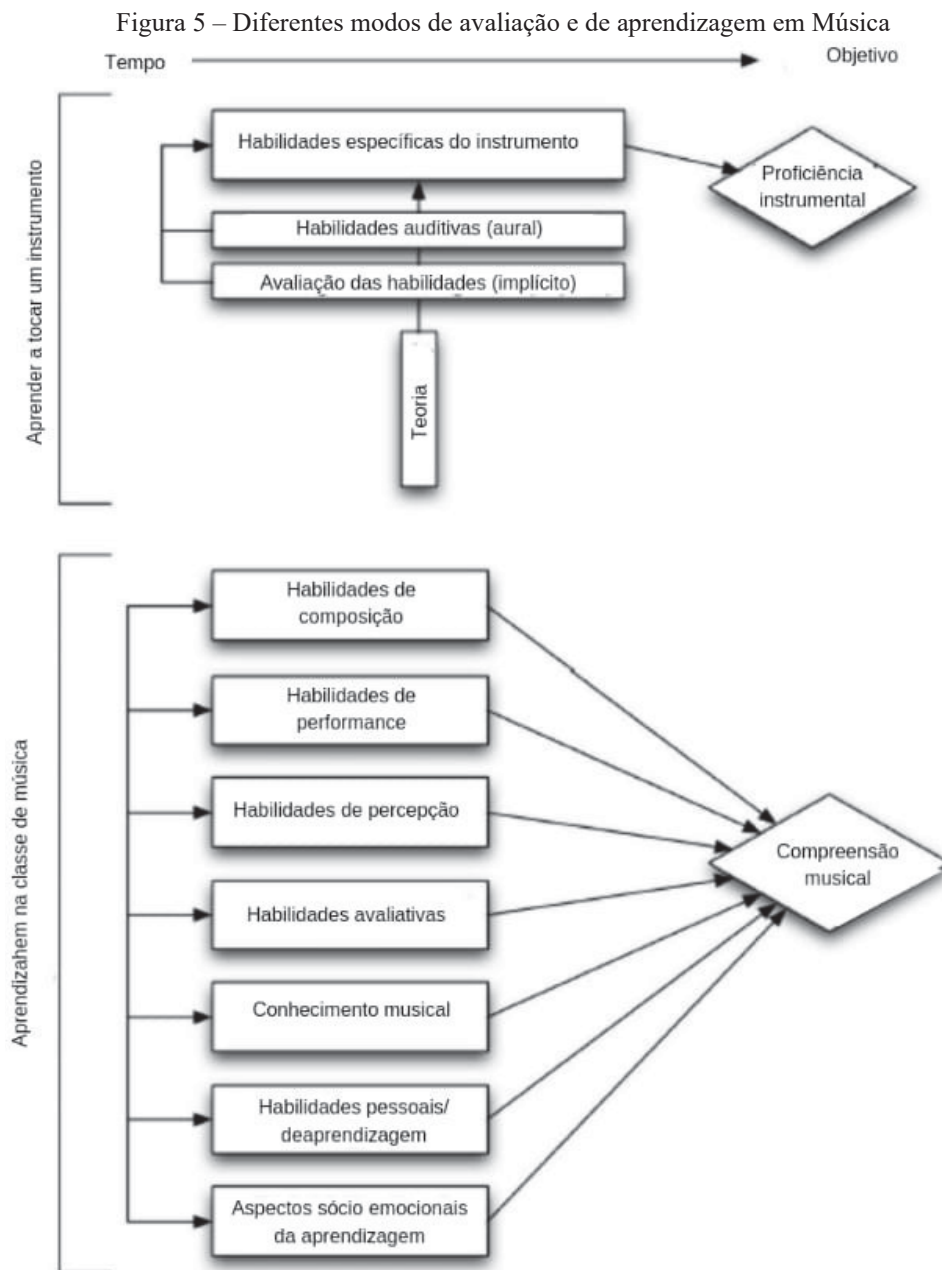 Figura 5 – Diferentes modos de avaliação e de aprendizagem em Música
Tempo
Objetivo
Aprender a tocar um instrumento
Habilidades específicas do instrumento
Proficiência
instrumental
Habilidades auditivas (aural)
Avaliação das habilidades (implícito)
Teoria
Aprendizahem na classe de música
Habilidades de
composição
Habilidades de
performance
Habilidades de percepção
Compreensão
musical
Habilidades avaliativas
Conhecimento musical
Habilidades pessoais/
deaprendizagem
Aspectos sócio emocionais
da aprendizagem